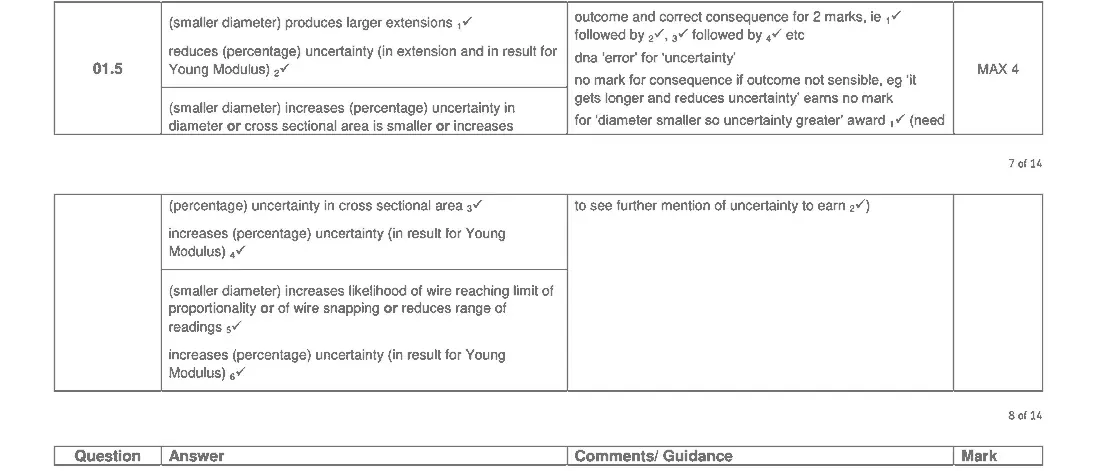 (smaller diameter) produces larger extensions ₁✓
reduces (percentage) uncertainty (in extension and in result for
Young Modulus) ₂✓
01.5
(smaller diameter) increases (percentage) uncertainty in
diameter or cross sectional area is smaller or increases
outcome and correct consequence for 2 marks, ie ₁✓
followed by ₂✓, ₃✓ followed by ₄✓ etc
dna 'error' for 'uncertainty'
no mark for consequence if outcome not sensible, eg 'it
gets longer and reduces uncertainty' earns no mark
for 'diameter smaller so uncertainty greater' award ₁✓ (need
MAX 4
7 of 14
(percentage) uncertainty in cross sectional area ₃✓
increases (percentage) uncertainty (in result for Young
Modulus) ₄✓
(smaller diameter) increases likelihood of wire reaching limit of
proportionality or of wire snapping or reduces range of
readings ₅✓
increases (percentage) uncertainty (in result for Young
Modulus) ₆✓
to see further mention of uncertainty to earn ₂✓)
8 of 14
Question Answer Comments/ Guidance Mark